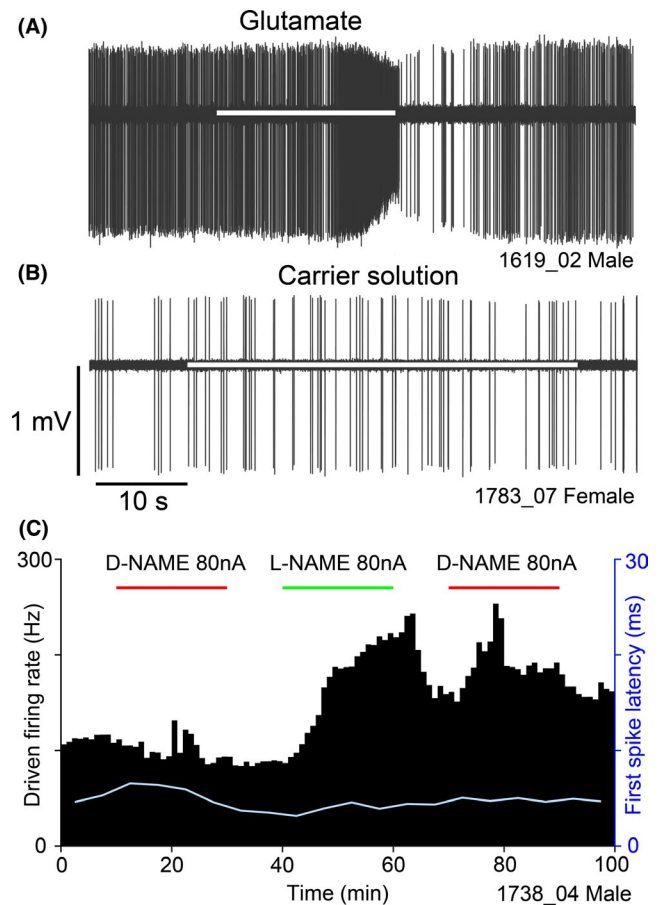 (A)
Glutamate
1619_02 Male
(B)
Carrier solution
1 mV
10 s
1783_07 Female
(C)
300
30
D-NAME 80nA
L-NAME 80nA
D-NAME 80nA
Driven firing rate (Hz)
First spike latency (ms)
0
0
0
20
40
60
80
100
Time (min)
1738_04 Male